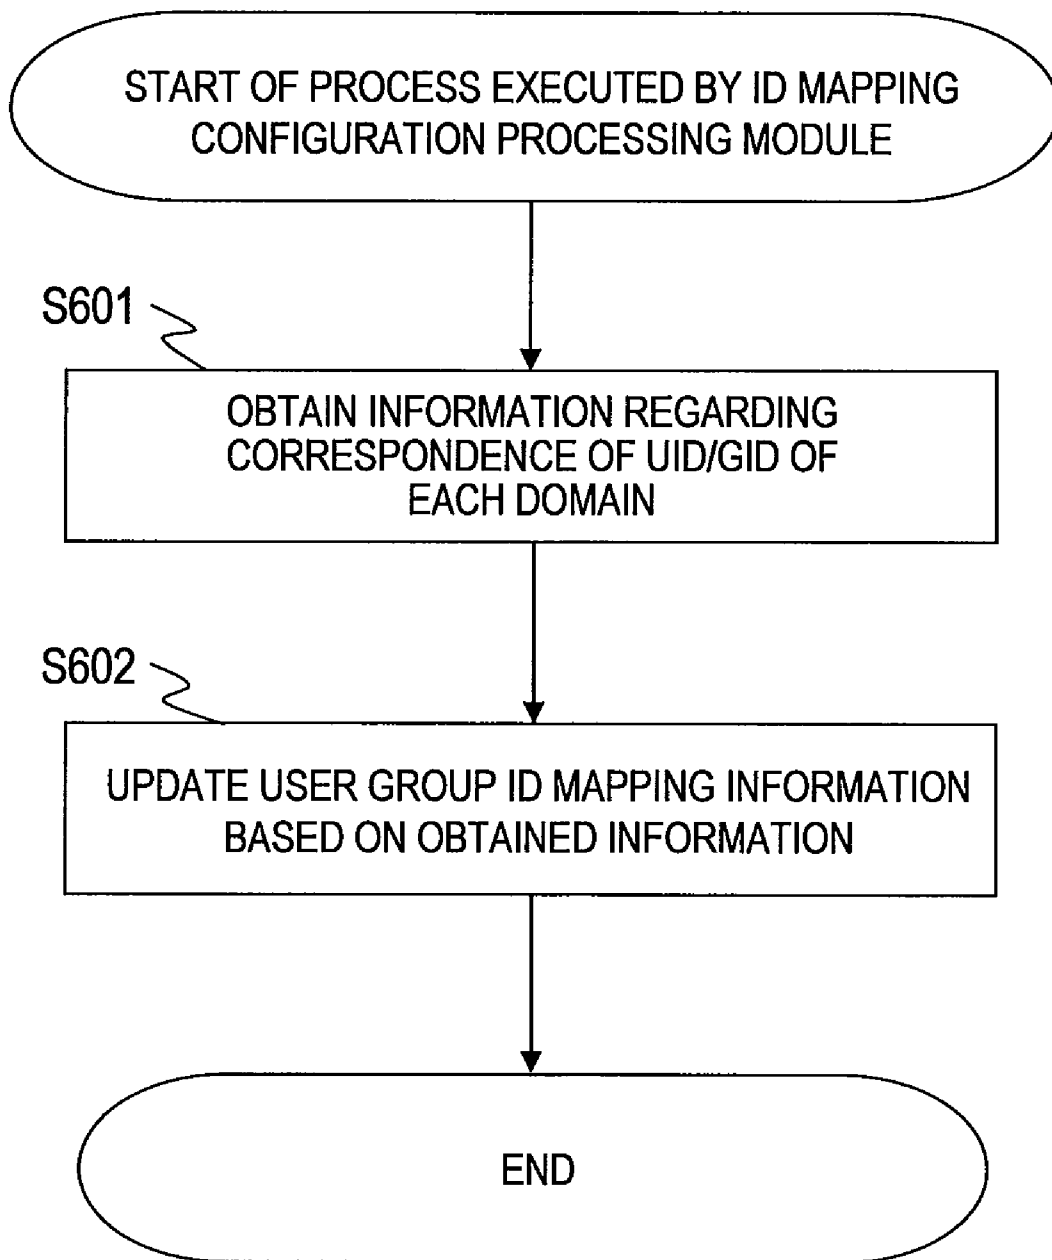 START OF PROCESS EXECUTED BY ID MAPPING
CONFIGURATION PROCESSING MODULE
S601
OBTAIN INFORMATION REGARDING
CORRESPONDENCE OF UID/GID OF
EACH DOMAIN
S602
UPDATE USER GROUP ID MAPPING INFORMATION
BASED ON OBTAINED INFORMATION
END